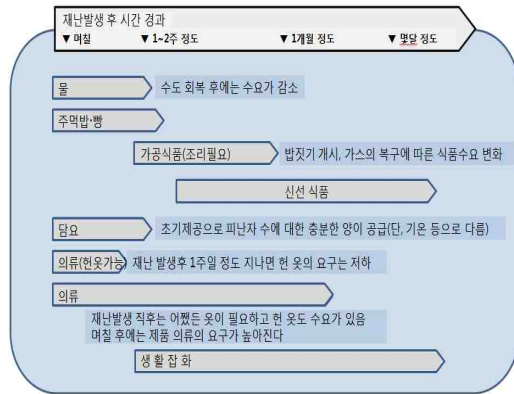 재난발생 후 시간 경과
▼ 며칠 ▼ 1~2주 정도 ▼ 1개월 정도 ▼ 몇달 정도
물 수도 회복 후에는 수요가 감소
주먹밥·빵
가공식품(조리필요) 밥짓기 개시, 가스의 복구에 따른 식품수요 변화
신선 식품
담요 초기제공으로 피난자 수에 대한 충분한 양이 공급(단, 기온 등으로 다름)
의류(헌옷가능) 재난 발생후 1주일 정도 지나면 헌 옷의 요구는 저하
의류
재난발생 직후는 어쨌든 옷이 필요하고 헌 옷도 수요가 있음
며칠 후에는 제품 의류의 요구가 높아진다
생 활 잡 화